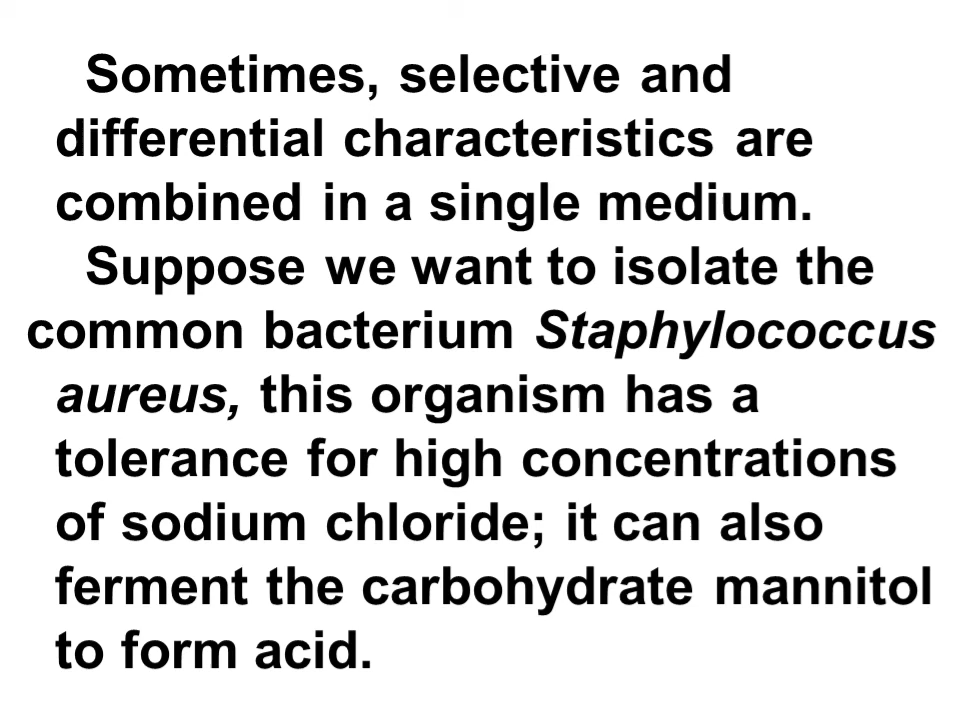 Sometimes, selective and
differential characteristics are
combined in a single medium.
Suppose we want to isolate the
common bacterium Staphylococcus
aureus, this organism has a
tolerance for high concentrations
of sodium chloride; it can also
ferment the carbohydrate mannitol
to form acid.